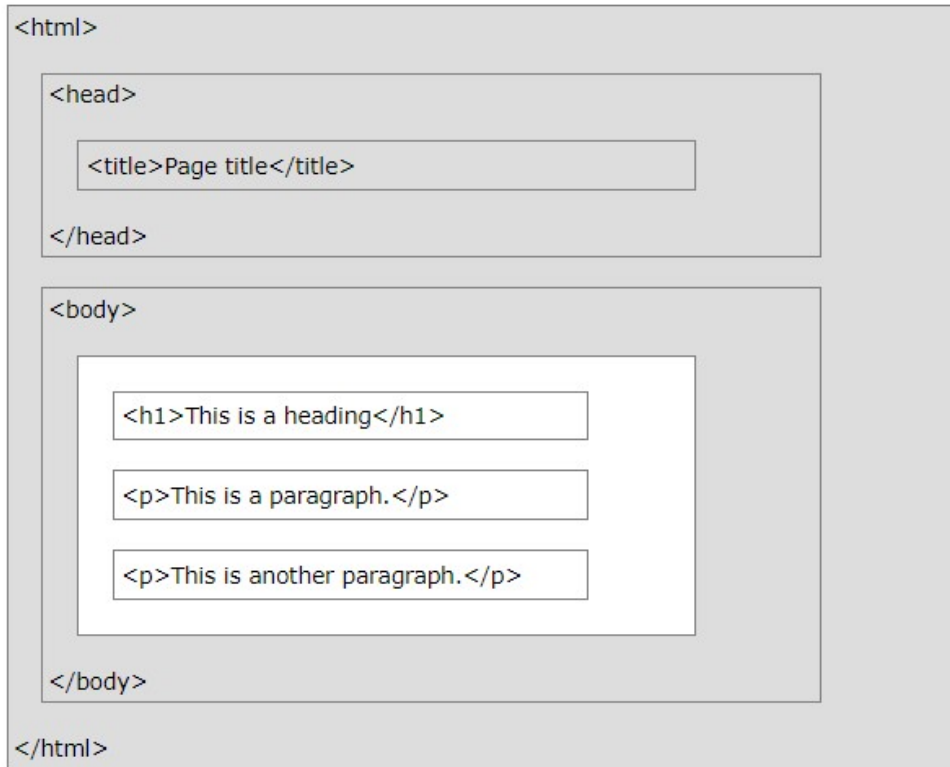 <html>
<head>
<title>Page title</title>
</head>
<body>
<h1>This is a heading</h1>
<p>This is a paragraph.</p>
<p>This is another paragraph.</p>
</body>
</html>